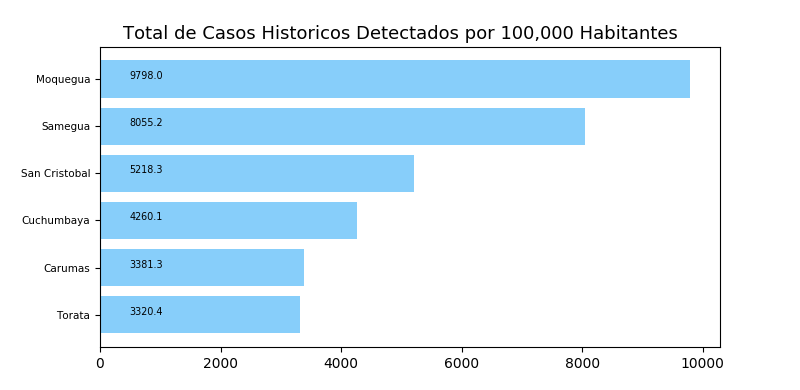 Total de Casos Historicos Detectados por 100,000 Habitantes
Moquegua 9798.0
Samegua 8055.2
San Cristobal 5218.3
Cuchumbaya 4260.1
Carumas 3381.3
Torata 3320.4
0 2000 4000 6000 8000 10000